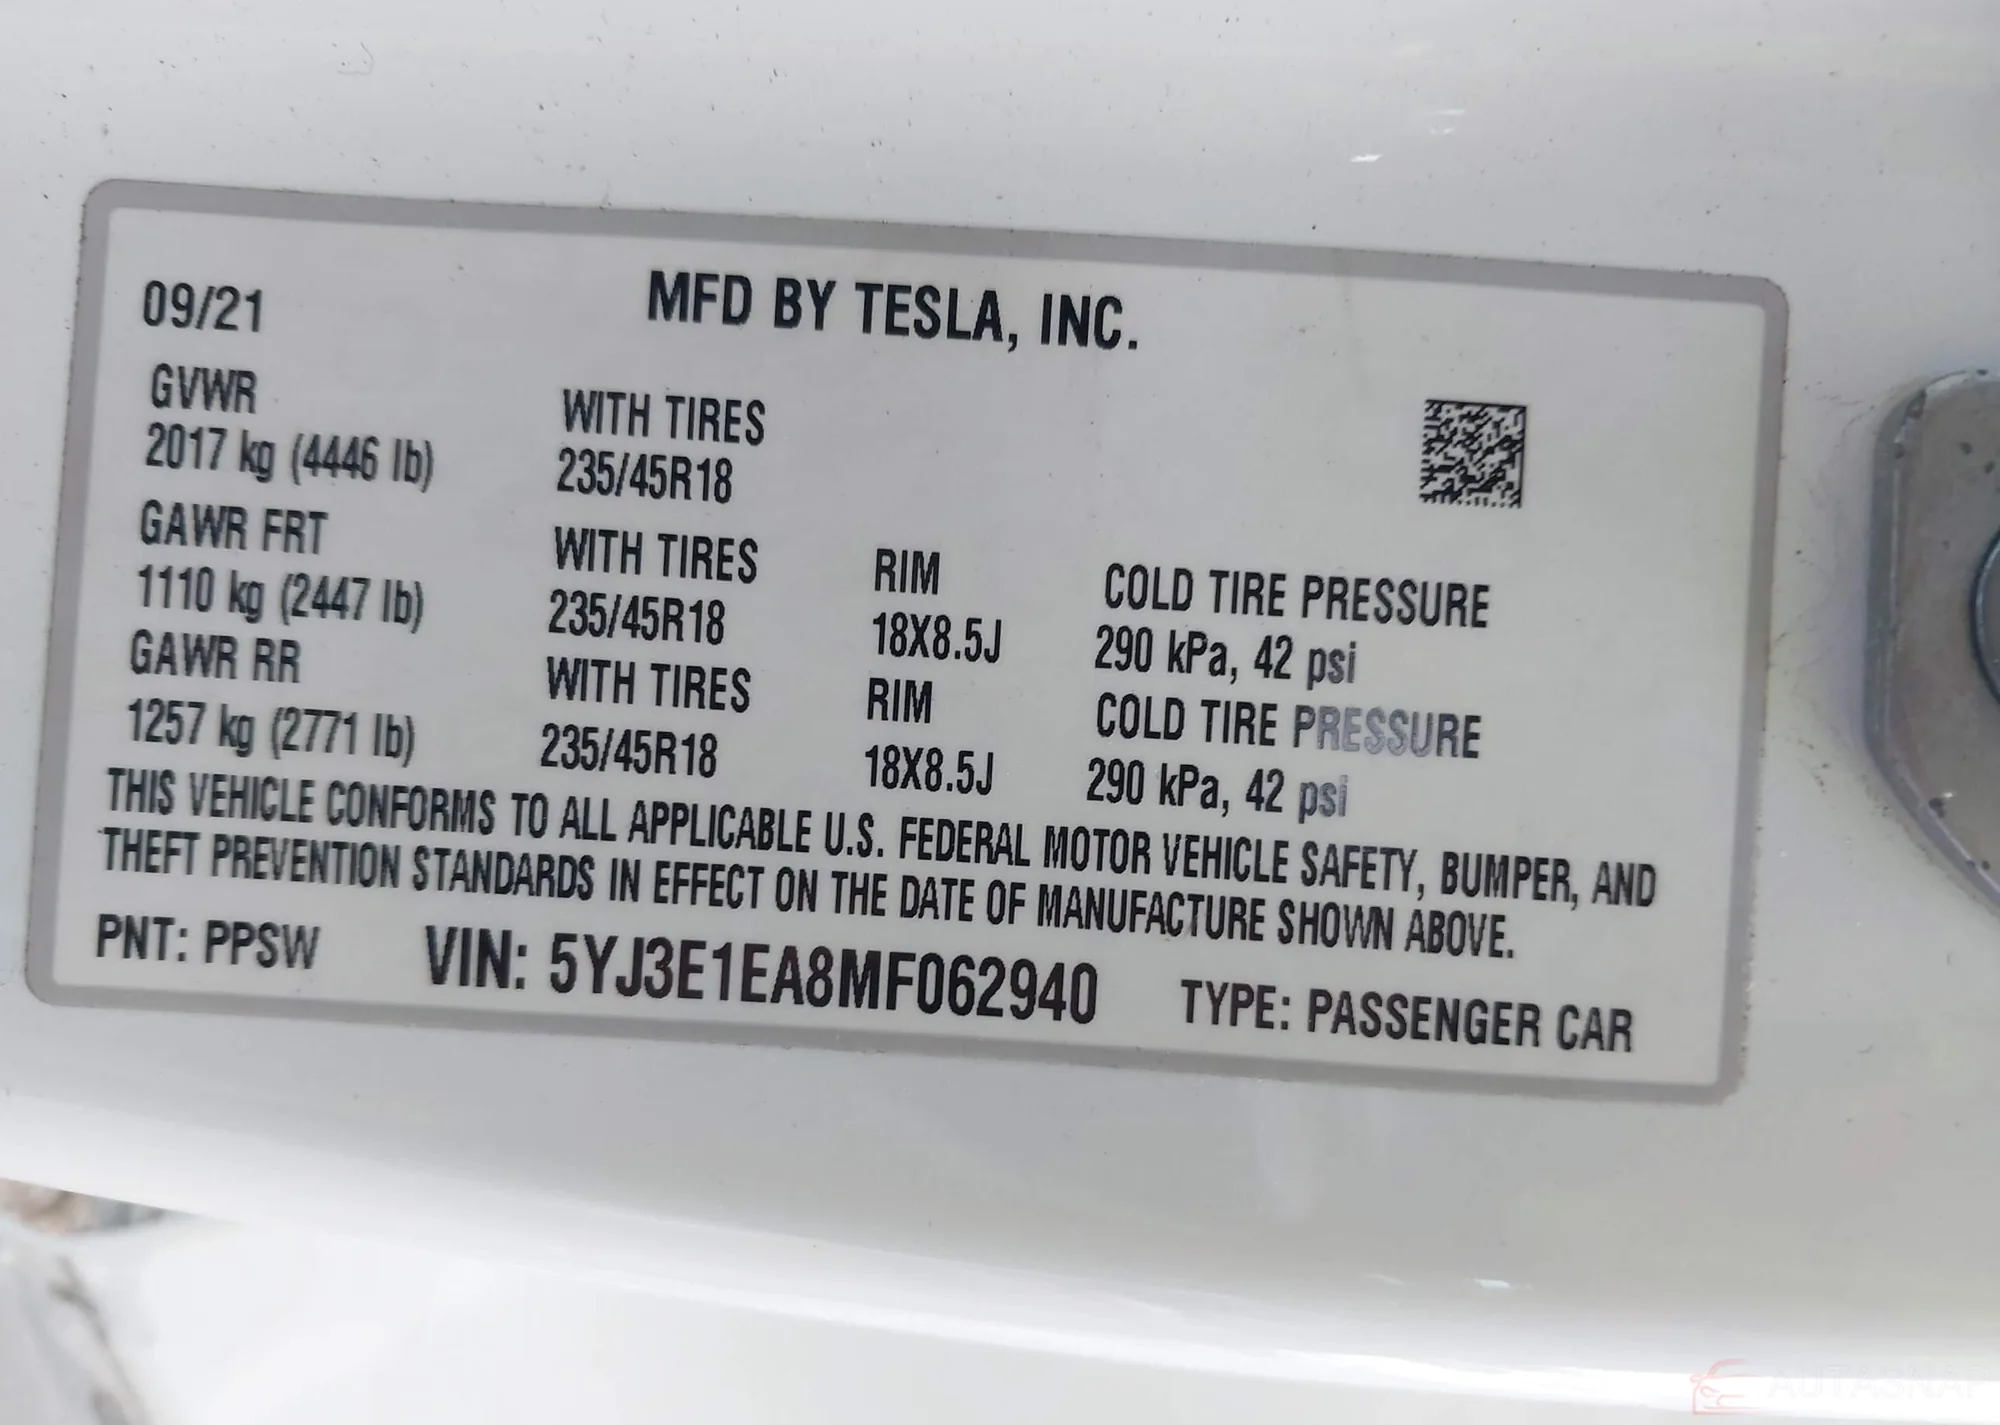 09/21 MFD BY TESLA, INC.
GVWR WITH TIRES
2017 kg (4446 lb) 235/45R18
GAWR FRT WITH TIRES RIM COLD TIRE PRESSURE
1110 kg (2447 lb) 235/45R18 18X8.5J 290 kPa, 42 psi
GAWR RR WITH TIRES RIM COLD TIRE PRESSURE
1257 kg (2771 lb) 235/45R18 18X8.5J 290 kPa, 42 psi
THIS VEHICLE CONFORMS TO ALL APPLICABLE U.S. FEDERAL MOTOR VEHICLE SAFETY, BUMPER, AND
THEFT PREVENTION STANDARDS IN EFFECT ON THE DATE OF MANUFACTURE SHOWN ABOVE.
PNT: PPSW VIN: 5YJ3E1EA8MF062940 TYPE: PASSENGER CAR